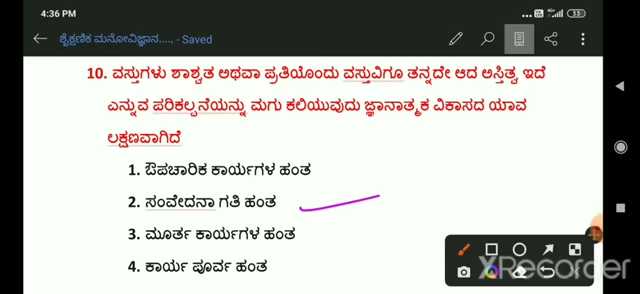 4:36 PM
33
ಶೈಕ್ಷಣಿಕ ಮನೋವಿಜ್ಞಾನ...., - Saved
10. ವಸ್ತುಗಳು ಶಾಶ್ವತ ಅಥವಾ ಪ್ರತಿಯೊಂದು ವಸ್ತುವಿಗೂ ತನ್ನದೇ ಆದ ಅಸ್ತಿತ್ವ ಇದೆ
ಎನ್ನುವ ಪರಿಕಲ್ಪನೆಯನ್ನು ಮಗು ಕಲಿಯುವುದು ಜ್ಞಾನಾತ್ಮಕ ವಿಕಾಸದ ಯಾವ
ಲಕ್ಷಣವಾಗಿದೆ
1. ಔಪಚಾರಿಕ ಕಾರ್ಯಗಳ ಹಂತ
2. ಸಂವೇದನಾ ಗತಿ ಹಂತ
3. ಮೂರ್ತ ಕಾರ್ಯಗಳ ಹಂತ
4. ಕಾರ್ಯ ಪೂರ್ವ ಹಂತ
XRecorder